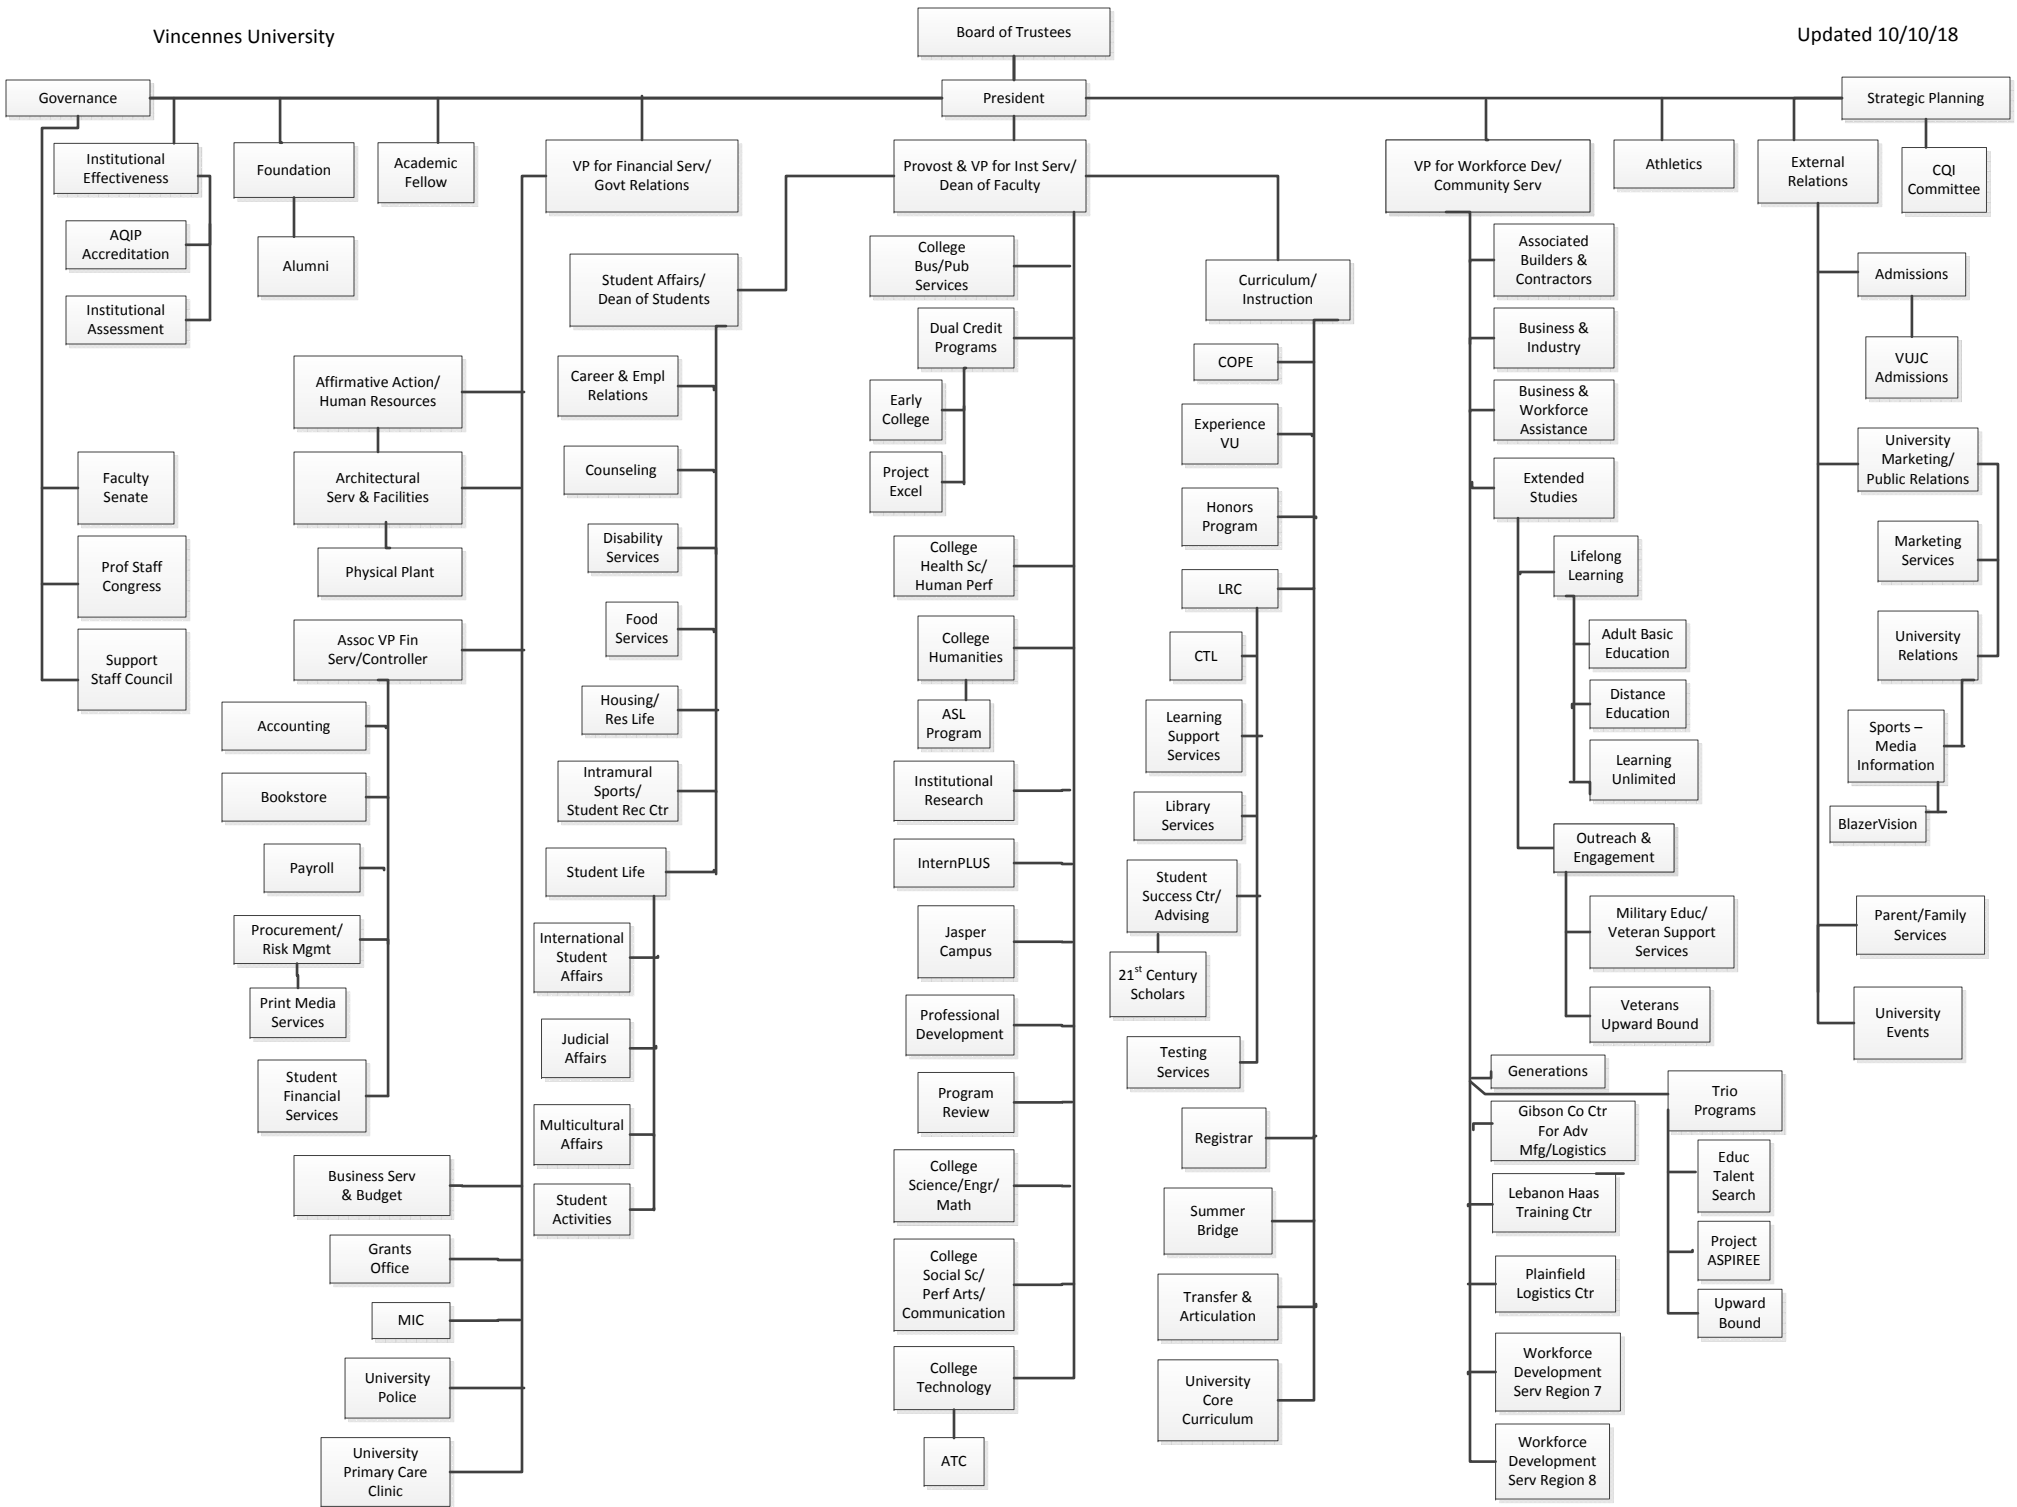 Vincennes University
Board of Trustees
Updated 10/10/18
Governance
President
Strategic Planning
Institutional
Effectiveness
Foundation
Academic
Fellow
VP for Financial Serv/
Govt Relations
Provost & VP for Inst Serv/
Dean of Faculty
VP for Workforce Dev/
Community Serv
Athletics
External
Relations
CQI
Committee
AQIP
Accreditation
Institutional
Assessment
Alumni
Faculty
Senate
Prof Staff
Congress
Support
Staff Council
Affirmative Action/
Human Resources
Architectural
Serv & Facilities
Physical Plant
Assoc VP Fin
Serv/Controller
Accounting
Bookstore
Payroll
Procurement/
Risk Mgmt
Print Media
Services
Student
Financial
Services
Business Serv
& Budget
Grants
Office
MIC
University
Police
University
Primary Care
Clinic
Student Affairs/
Dean of Students
Career & Empl
Relations
Counseling
Disability
Services
Food
Services
Housing/
Res Life
Intramural
Sports/
Student Rec Ctr
Student Life
International
Student
Affairs
Judicial
Affairs
Multicultural
Affairs
Student
Activities
College
Bus/Pub
Services
Dual Credit
Programs
Early
College
Project
Excel
College
Health Sc/
Human Perf
College
Humanities
ASL
Program
Institutional
Research
InternPLUS
Jasper
Campus
Professional
Development
Program
Review
College
Science/Engr/
Math
College
Social Sc/
Perf Arts/
Communication
College
Technology
ATC
Curriculum/
Instruction
COPE
Experience
VU
Honors
Program
LRC
CTL
Learning
Support
Services
Library
Services
Student
Success Ctr/
Advising
21st Century
Scholars
Testing
Services
Registrar
Summer
Bridge
Transfer &
Articulation
University
Core
Curriculum
Associated
Builders &
Contractors
Business &
Industry
Business &
Workforce
Assistance
Extended
Studies
Lifelong
Learning
Adult Basic
Education
Distance
Education
Learning
Unlimited
Outreach &
Engagement
Military Educ/
Veteran Support
Services
Veterans
Upward Bound
Generations
Trio
Programs
Gibson Co Ctr
For Adv
Mfg/Logistics
Educ
Talent
Search
Lebanon Haas
Training Ctr
Project
ASPIREE
Plainfield
Logistics Ctr
Upward
Bound
Workforce
Development
Serv Region 7
Workforce
Development
Serv Region 8
Admissions
VUJC
Admissions
University
Marketing/
Public Relations
Marketing
Services
University
Relations
Sports –
Media
Information
BlazerVision
Parent/Family
Services
University
Events